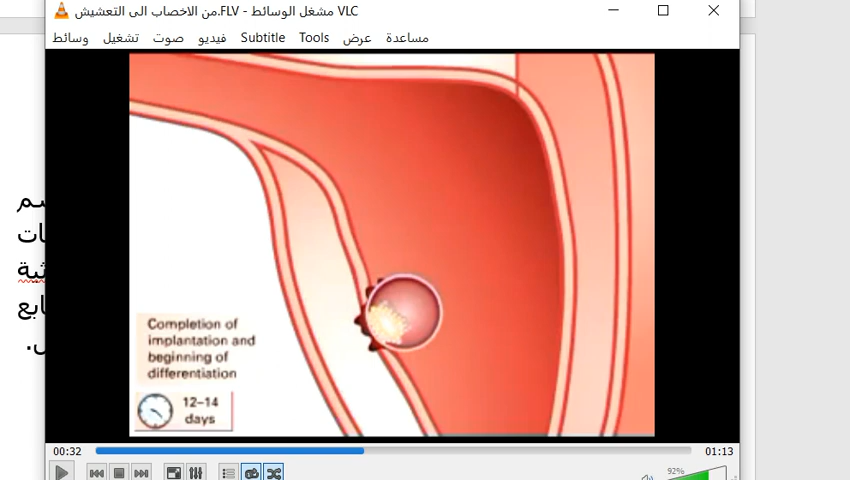 من الاخصاب الى التعشيش.FLV - مشغل الوسائط VLC
وسائط تشغيل صوت فيديو Subtitle Tools عرض مساعدة
Completion of
implantation and
beginning of
differentiation
12–14
days
00:32
01:13
92%